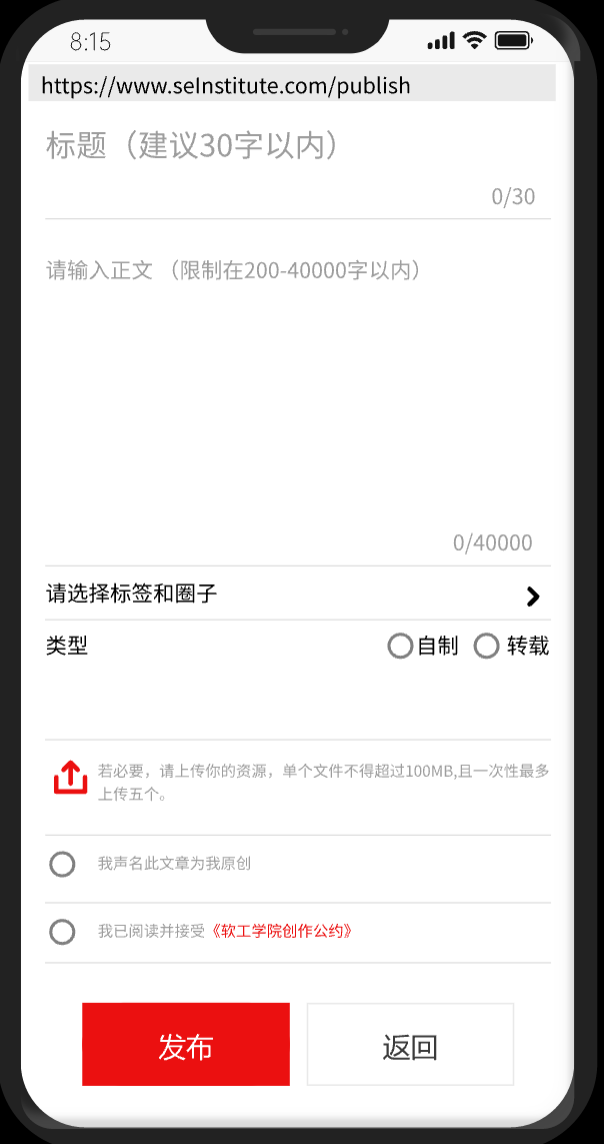 8:15
https://www.seInstitute.com/publish
标题（建议30字以内）
0/30
请输入正文 （限制在200-40000字以内）
0/40000
请选择标签和圈子
类型 自制 转载
若必要，请上传你的资源，单个文件不得超过100MB,且一次性最多
上传五个。
我声名此文章为我原创
我已阅读并接受《软工学院创作公约》
发布 返回